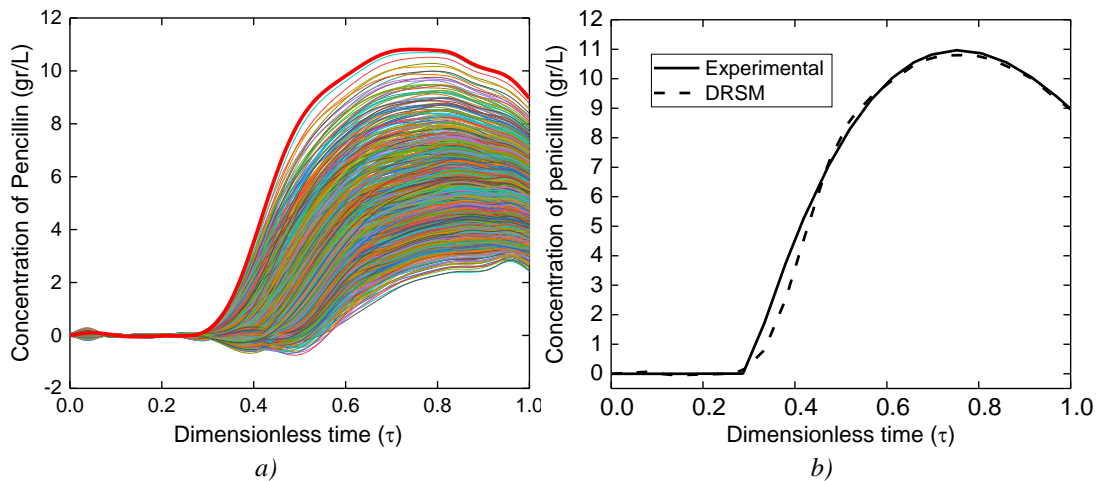 12
10
8
6
4
2
0
-2
Concentration of Pencillin (gr/L)
0.0 0.2 0.4 0.6 0.8 1.0
Dimensionless time (τ)
a)
12
11
10
9
8
7
6
5
4
3
2
1
0
Concentration of penicillin (gr/L)
Experimental
DRSM
0.0 0.2 0.4 0.6 0.8 1.0
Dimensionless time (τ)
b)